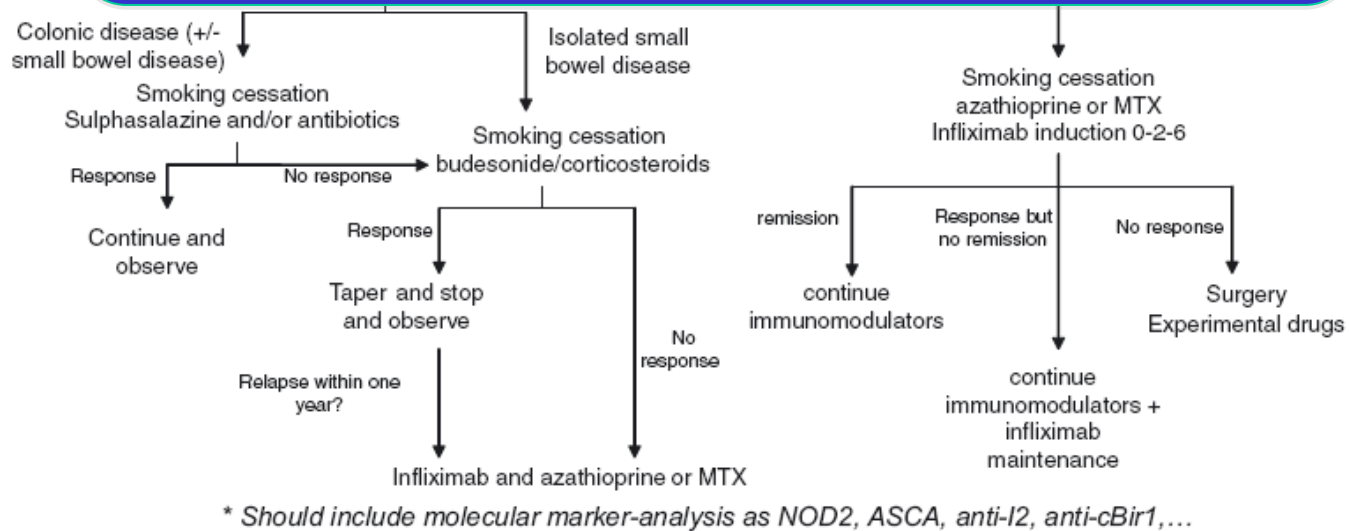 Colonic disease (+/-
small bowel disease)
Isolated small
bowel disease
Smoking cessation
Sulphasalazine and/or antibiotics
Smoking cessation
budesonide/corticosteroids
Response
No response
Continue and
observe
Response
Taper and stop
and observe
No
response
Relapse within one
year?
Infliximab and azathioprine or MTX
Smoking cessation
azathioprine or MTX
Infliximab induction 0-2-6
remission
Response but
no remission
No response
continue
immunomodulators
Surgery
Experimental drugs
continue
immunomodulators +
infliximab
maintenance
* Should include molecular marker-analysis as NOD2, ASCA, anti-I2, anti-cBir1,...